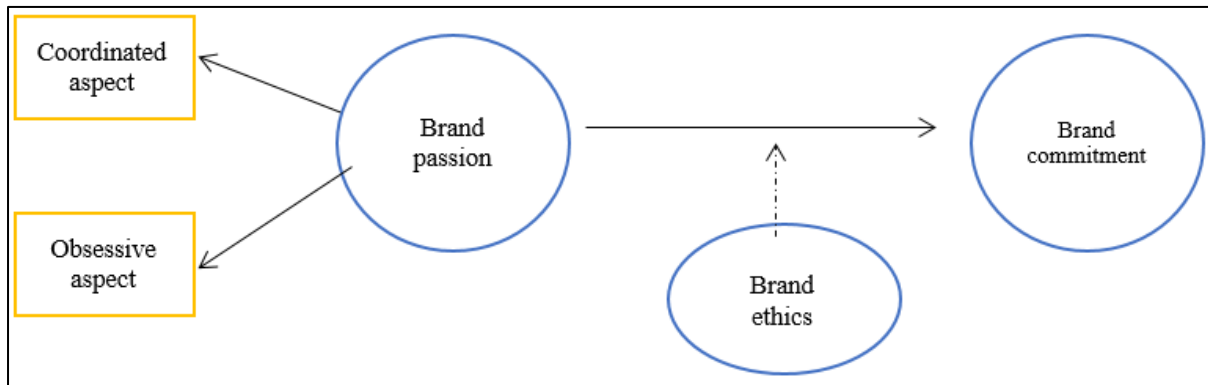 Coordinated
aspect
Obsessive
aspect
Brand
passion
Brand
ethics
Brand
commitment